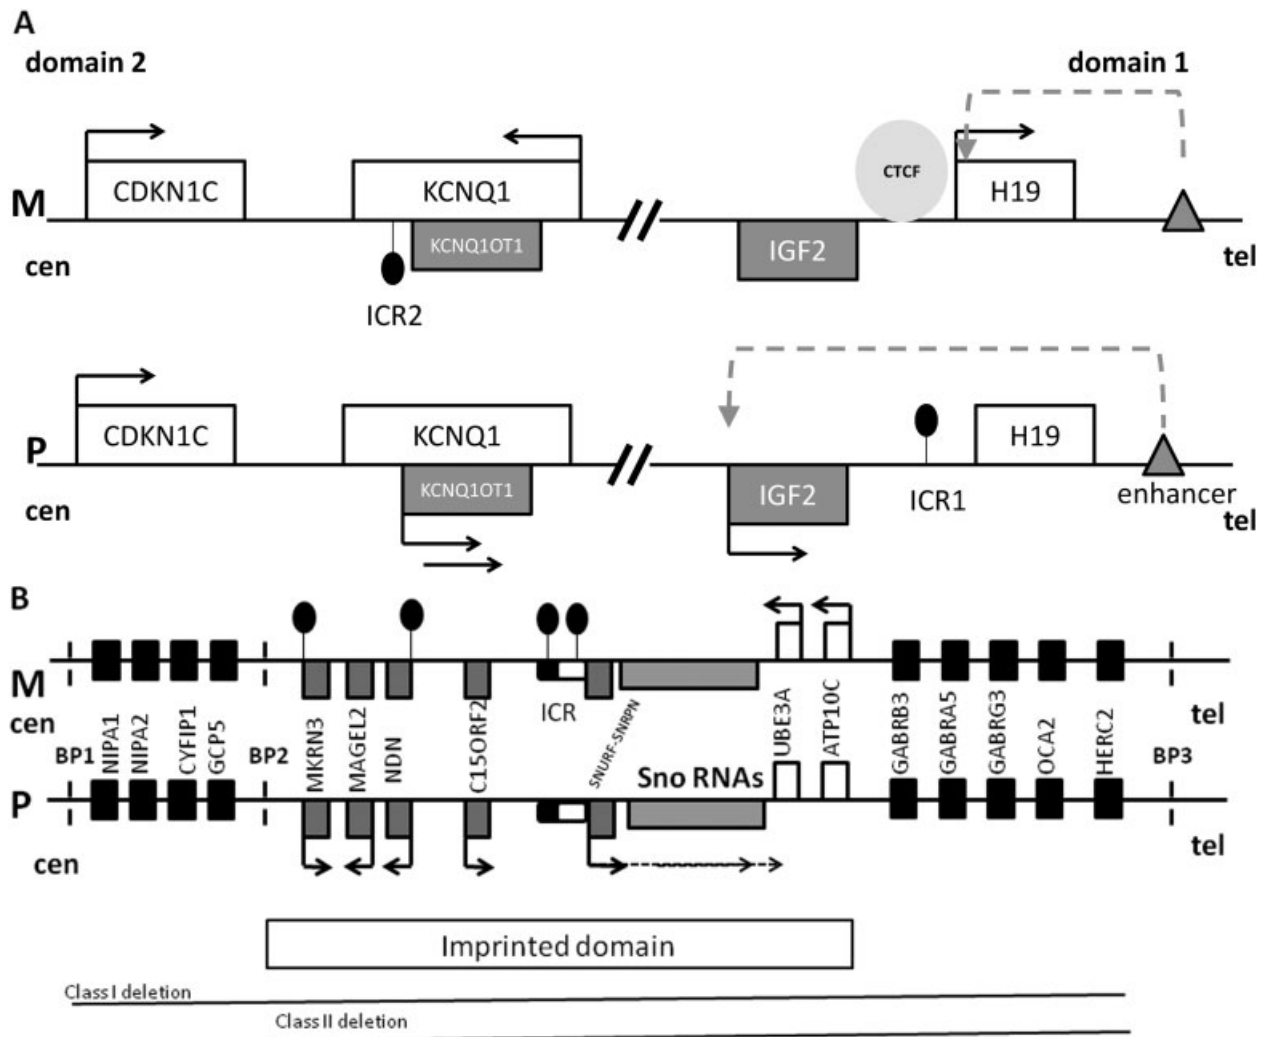 A
domain 2
domain 1
CDKN1C
KCNQ1
CTCF
H19
M
KCNQ1OT1
IGF2
cen
tel
ICR2
CDKN1C
KCNQ1
H19
P
KCNQ1OT1
IGF2
ICR1
enhancer
cen
tel
B
M
cen
ICR
tel
BP1
NIPA1
NIPA2
CYFIP1
GCP5
BP2
MKRN3
MAGEL2
NDN
C15ORF2
SNURF-SNRPN
Sno RNAs
UBE3A
ATP10C
GABRB3
GABRA5
GABRG3
OCA2
HERC2
BP3
P
cen
tel
Imprinted domain
Class I deletion
Class II deletion